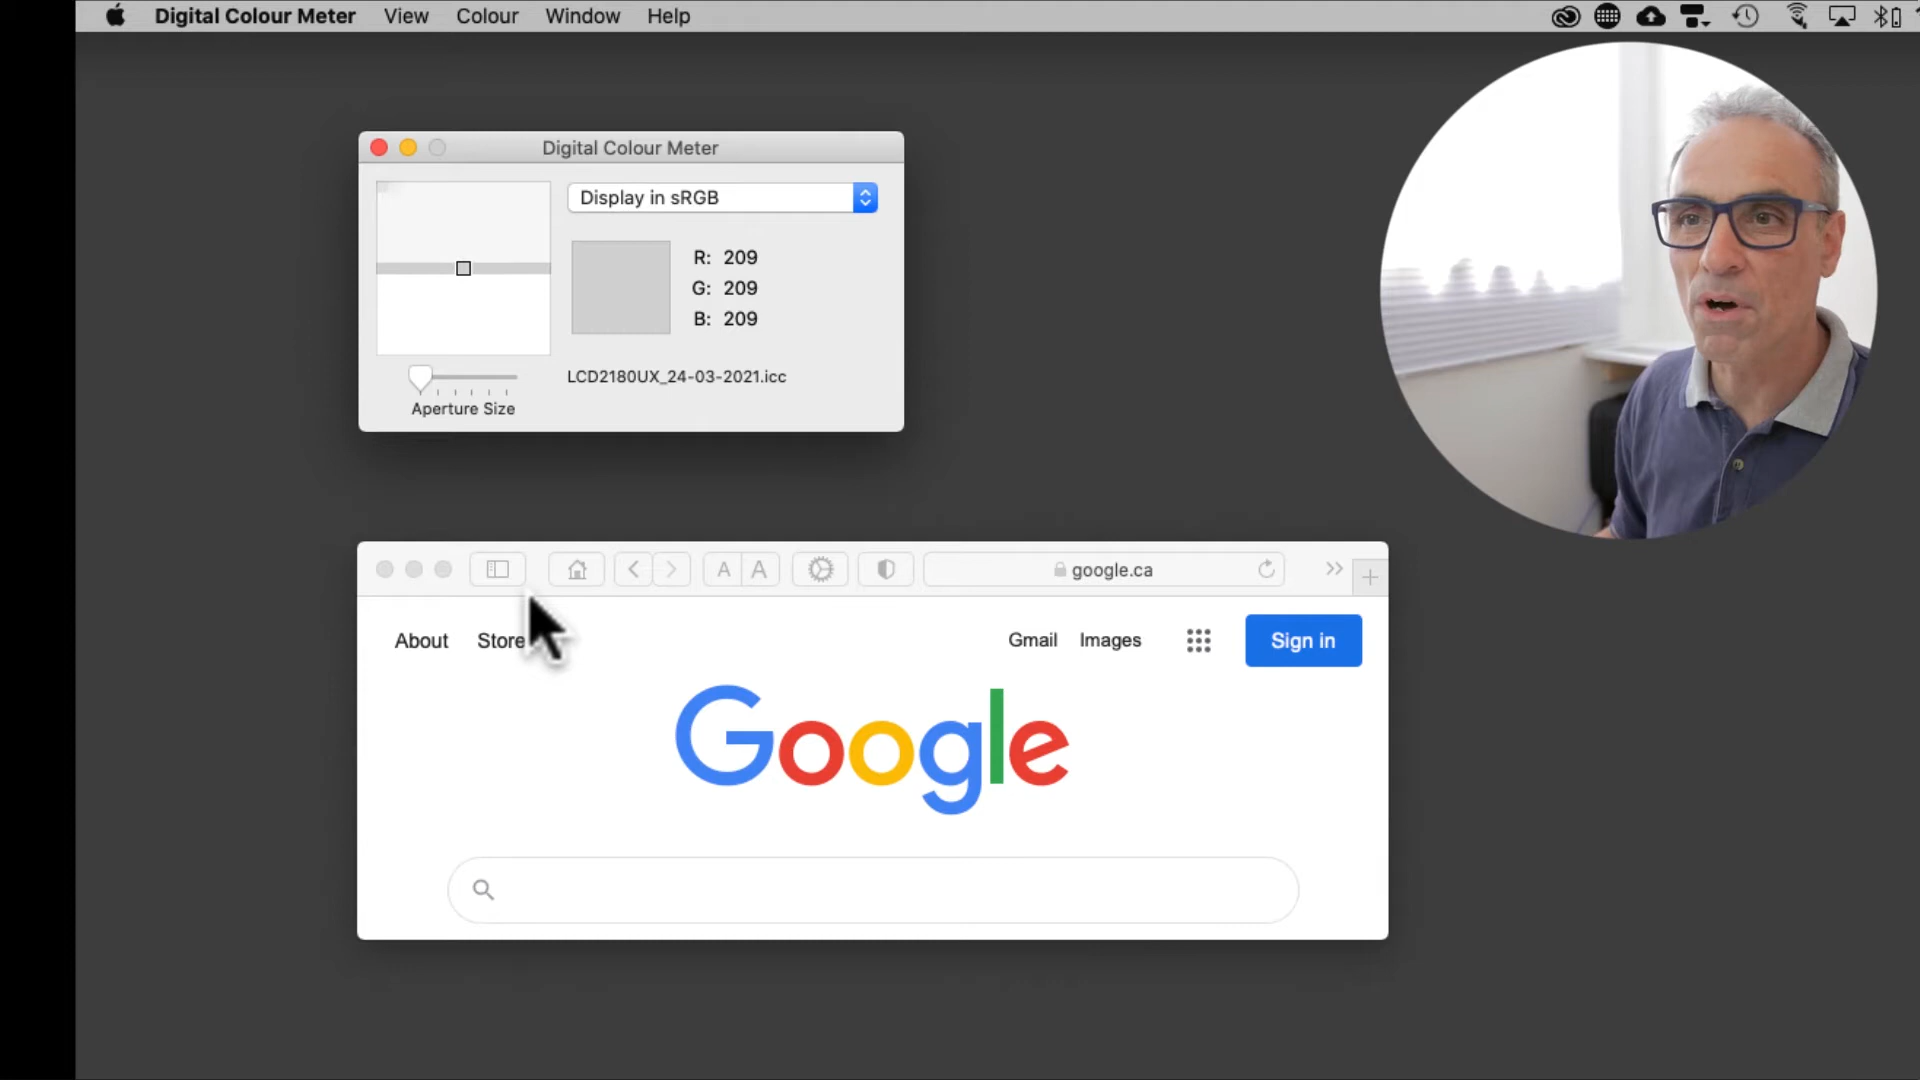 Digital Colour Meter View Colour Window Help
Digital Colour Meter
Display in sRGB
R: 209
G: 209
B: 209
LCD2180UX_24-03-2021.icc
Aperture Size
A A google.ca
About Store Gmail Images Sign in
Google